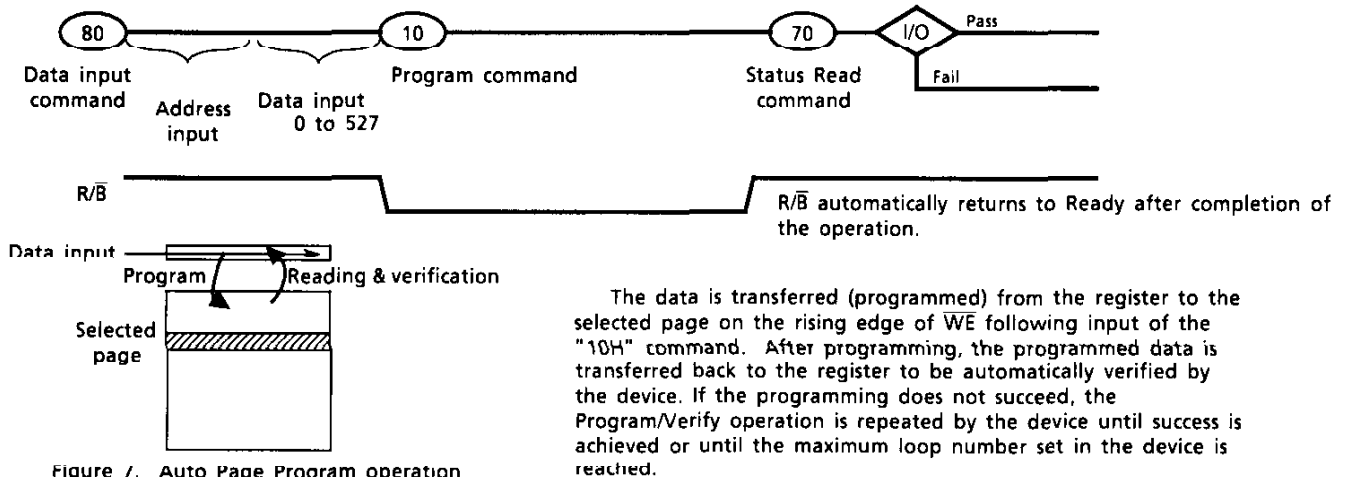 80
10
70
I/O
Pass
Fail
Data input
command
Address
input
Data input
0 to 527
Program command
Status Read
command
R/B̅
R/B̅ automatically returns to Ready after completion of
the operation.
Data input
Program
Reading & verification
Selected
page
The data is transferred (programmed) from the register to the
selected page on the rising edge of W̅E̅ following input of the
"10H" command. After programming, the programmed data is
transferred back to the register to be automatically verified by
the device. If the programming does not succeed, the
Program/Verify operation is repeated by the device until success is
achieved or until the maximum loop number set in the device is
reached.
Figure 7. Auto Page Program operation